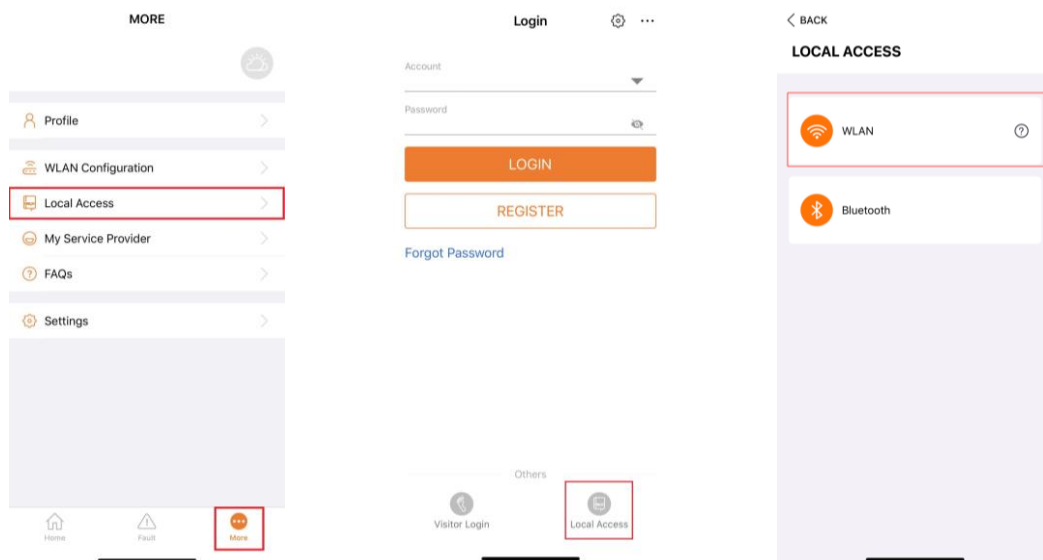 MORE
Profile
WLAN Configuration
Local Access
My Service Provider
FAQs
Settings
Home
Fault
More
Login
Account
Password
LOGIN
REGISTER
Forgot Password
Others
Visitor Login
Local Access
BACK
LOCAL ACCESS
WLAN
Bluetooth